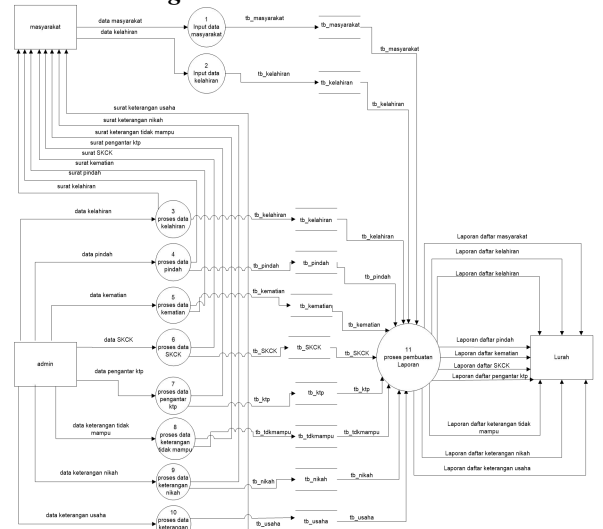 masyarakat
data masyarakat
data kelahiran
1
Input data
masyarakat
tb_masyarakat
tb_masyarakat
tb_masyarakat
2
Input data
kelahiran
tb_kelahiran
tb_kelahiran
tb_kelahiran
surat keterangan usaha
surat keterangan nikah
surat keterangan tidak mampu
surat pengantar ktp
surat SKCK
surat kematian
surat pindah
surat kelahiran
data kelahiran
3
proses data
kelahiran
tb_kelahiran
tb_kelahiran
tb_kelahiran
data pindah
4
proses data
pindah
tb_pindah
tb_pindah
tb_pindah
data kematian
5
proses data
kematian
tb_kematian
tb_kematian
tb_kematian
admin
data SKCK
6
proses data
SKCK
tb_SKCK
tb_SKCK
tb_SKCK
data pengantar ktp
7
proses data
pengantar
ktp
tb_ktp
tb_ktp
tb_ktp
data keterangan tidak
mampu
8
proses data
keterangan
tidak mampu
tb_tdkmampu
tb_tdkmampu
tb_tdkmampu
data keterangan nikah
9
proses data
keterangan
nikah
tb_nikah
tb_nikah
tb_nikah
data keterangan usaha
10
proses data
keterangan
tb_usaha
tb_usaha
tb_usaha
11
proses pembuatan
Laporan
Laporan daftar masyarakat
Laporan daftar kelahiran
Laporan daftar kelahiran
Laporan daftar pindah
Laporan daftar kematian
Laporan daftar SKCK
Laporan daftar pengantar ktp
Laporan daftar keterangan tidak
mampu
Laporan daftar keterangan nikah
Laporan daftar keterangan usaha
Lurah